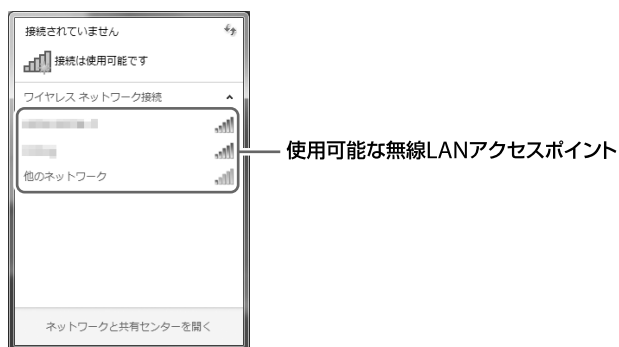 接続されていません
接続は使用可能です
ワイヤレス ネットワーク接続
他のネットワーク
使用可能な無線LANアクセスポイント
ネットワークと共有センターを開く